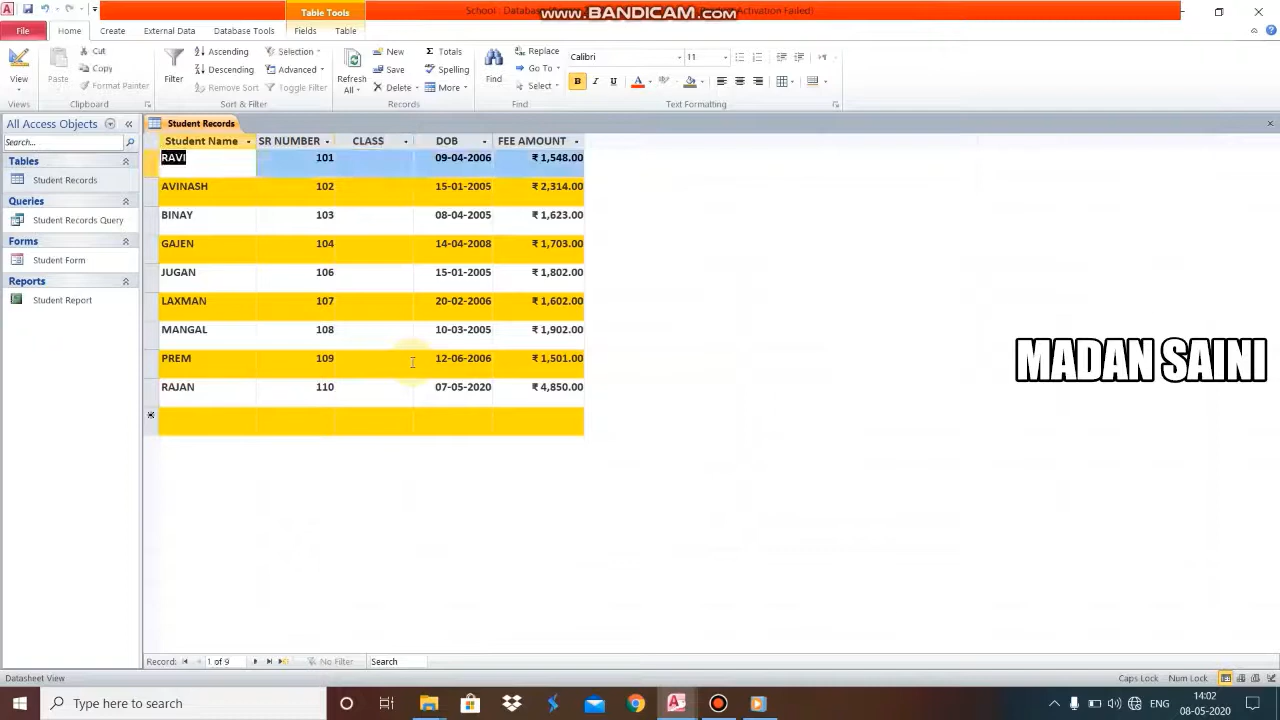 School : Database
Activation Failed)
www.BANDICAM.com
Table Tools
File Home Create External Data Database Tools Fields Table
View
Views
Paste
Cut
Copy
Format Painter
Clipboard
Filter
Ascending
Descending
Remove Sort
Selection
Advanced
Toggle Filter
Sort & Filter
Refresh
All
New
Save
Delete
Totals
Spelling
More
Records
Find
Replace
Go To
Select
Find
Calibri 11
B I U A
Text Formatting
All Access Objects «
Search...
Tables
Student Records
Queries
Student Records Query
Forms
Student Form
Reports
Student Report
Student Records
Student Name SR NUMBER CLASS DOB FEE AMOUNT
RAVI 101 09-04-2006 ₹ 1,548.00
AVINASH 102 15-01-2005 ₹ 2,314.00
BINAY 103 08-04-2005 ₹ 1,623.00
GAJEN 104 14-04-2008 ₹ 1,703.00
JUGAN 106 15-01-2005 ₹ 1,802.00
LAXMAN 107 20-02-2006 ₹ 1,602.00
MANGAL 108 10-03-2005 ₹ 1,902.00
PREM 109 12-06-2006 ₹ 1,501.00
RAJAN 110 07-05-2020 ₹ 4,850.00
MADAN SAINI
Record: 1 of 9 No Filter Search
Datasheet View Caps Lock Num Lock
Type here to search
ENG
14:02
08-05-2020